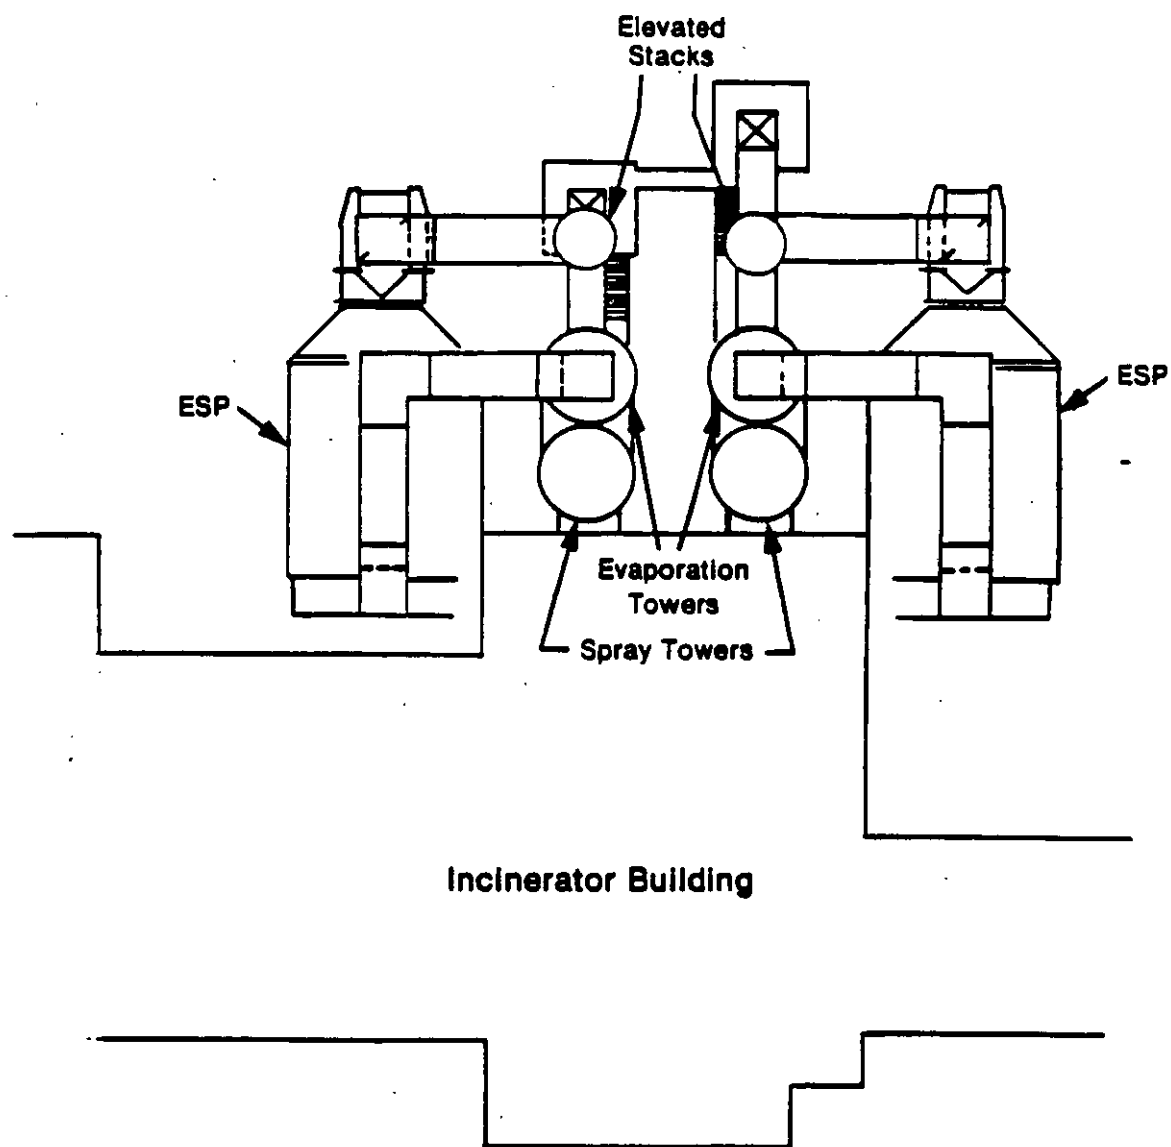 Elevated
Stacks
ESP
ESP
Evaporation
Towers
Spray Towers
Incinerator Building